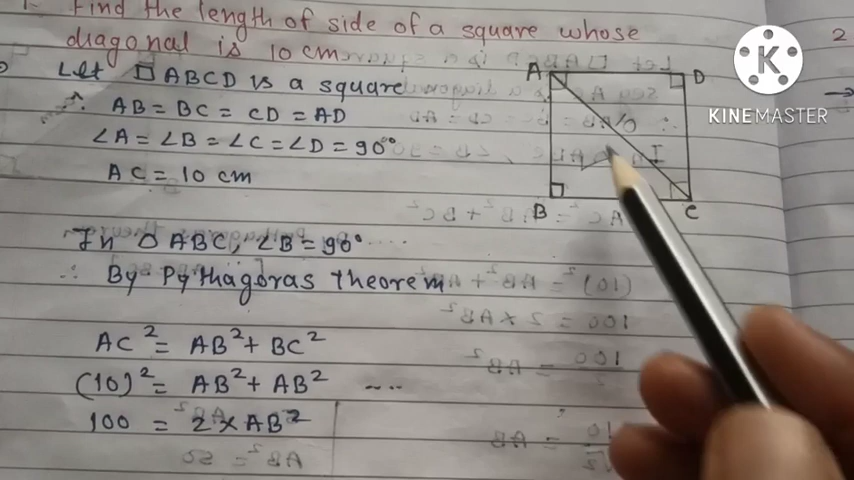 1. Find the length of side of a square whose
diagonal is 10 cm
Let □ABCD is a square
∴ AB = BC = CD = AD
∠A = ∠B = ∠C = ∠D = 90°
AC = 10 cm
In △ABC, ∠B = 90°
∴ By Pythagoras theorem
AC² = AB² + BC²
(10)² = AB² + AB² ....
100 = 2 × AB²
A
D
B
C
10
K
KINEMASTER
2